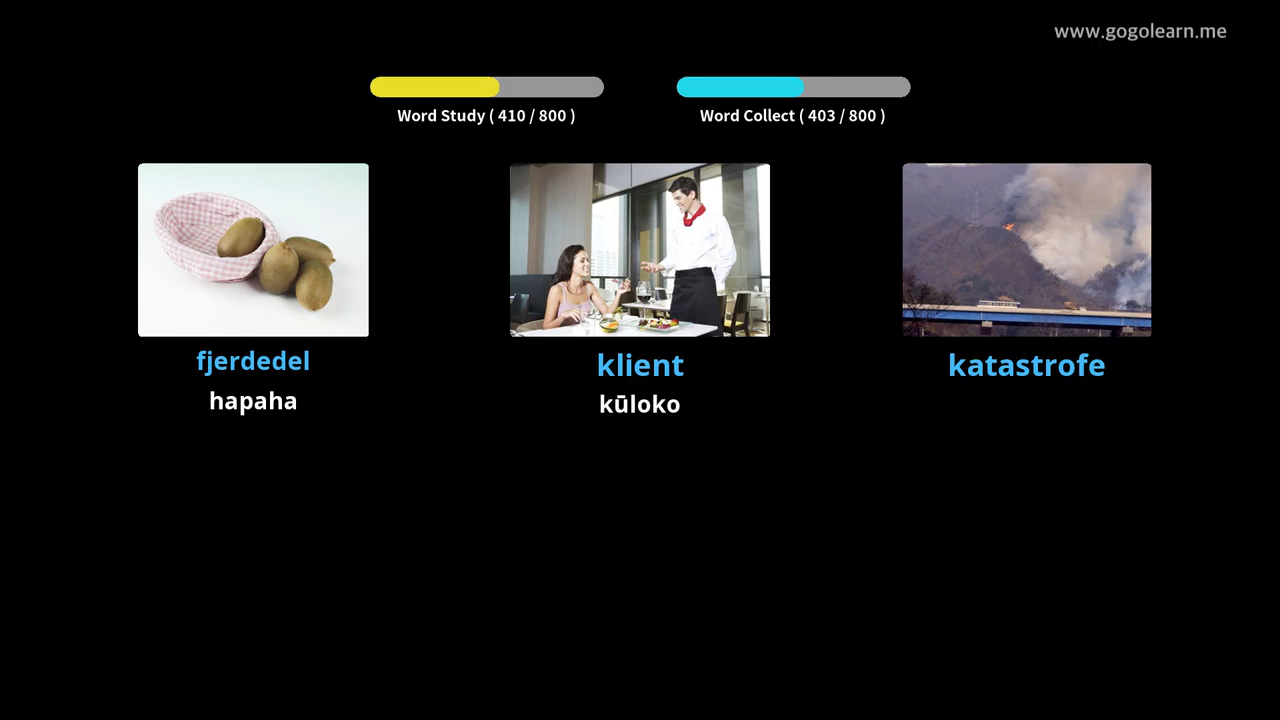 www.gogolearn.me
Word Study ( 410 / 800 )
Word Collect ( 403 / 800 )
fjerdedel
hapaha
klient
kūloko
katastrofe